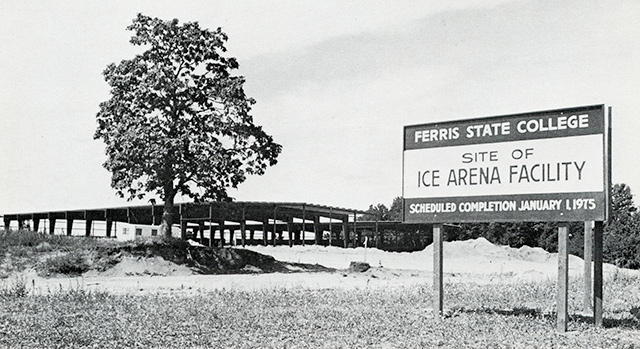 FERRIS STATE COLLEGE
SITE OF
ICE ARENA FACILITY
SCHEDULED COMPLETION JANUARY 1, 1975